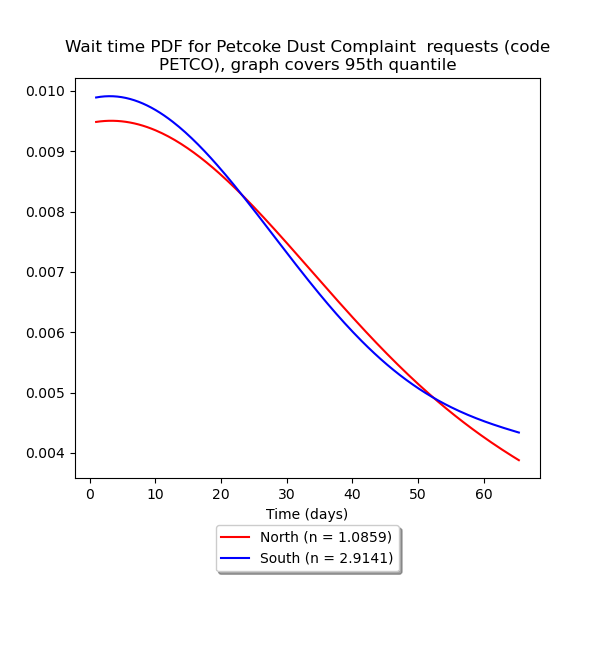 Wait time PDF for Petcoke Dust Complaint  requests (code
PETCO), graph covers 95th quantile
0.010
0.009
0.008
0.007
0.006
0.005
0.004
0 10 20 30 40 50 60
Time (days)
North (n = 1.0859)
South (n = 2.9141)